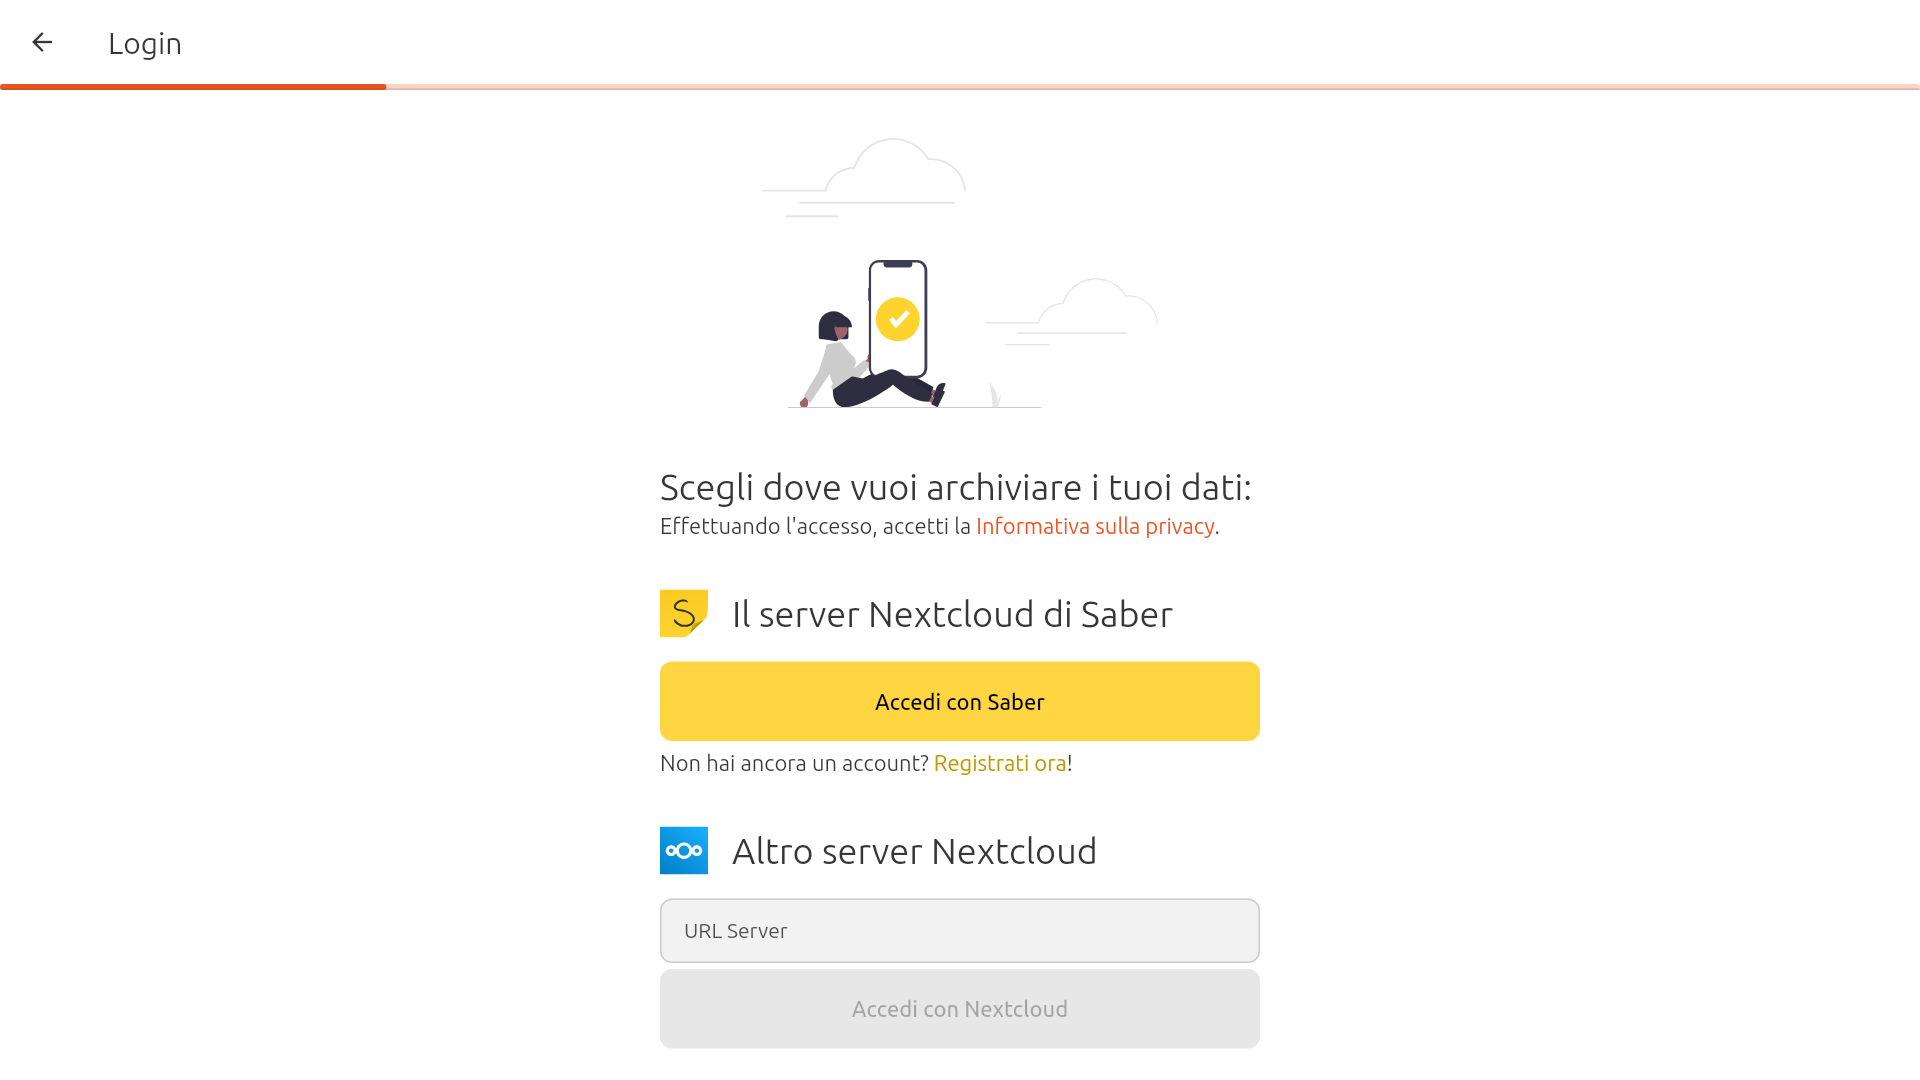 Login
Scegli dove vuoi archiviare i tuoi dati:
Effettuando l'accesso, accetti la Informativa sulla privacy.
S
Il server Nextcloud di Saber
Accedi con Saber
Non hai ancora un account? Registrati ora!
Altro server Nextcloud
URL Server
Accedi con Nextcloud